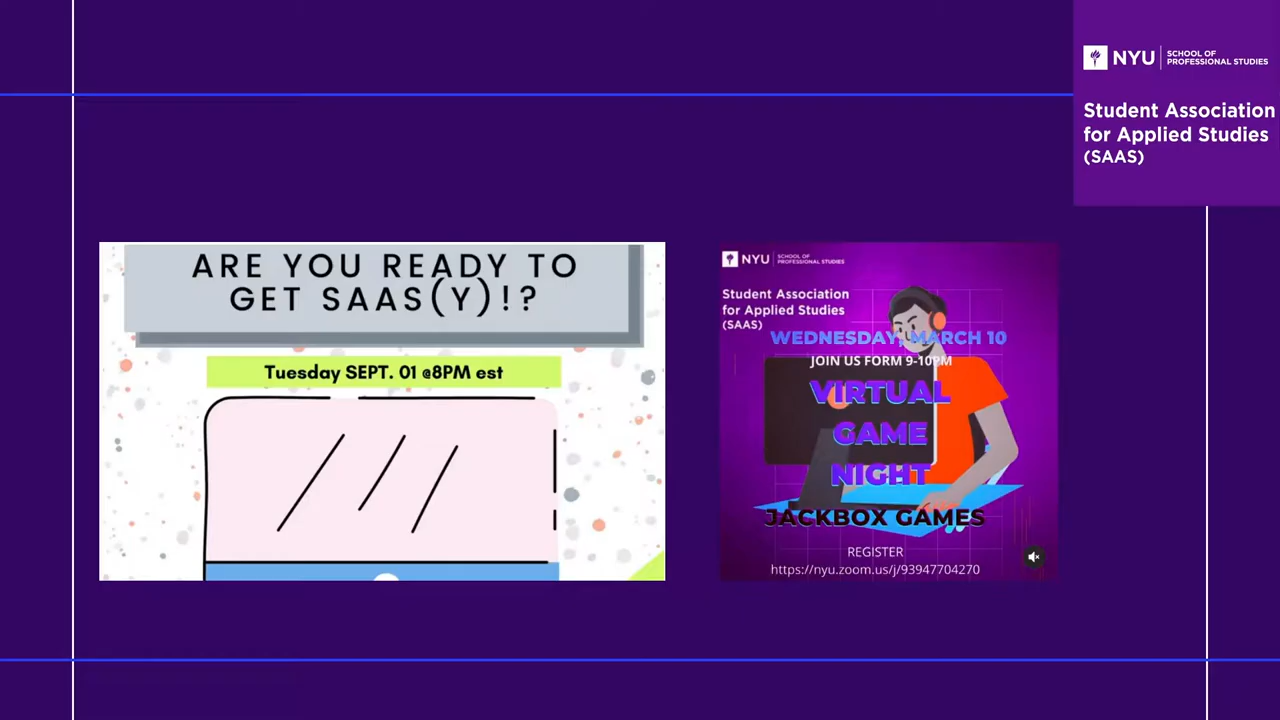 NYU
SCHOOL OF
PROFESSIONAL STUDIES
Student Association
for Applied Studies
(SAAS)
ARE YOU READY TO
GET SAAS(Y)!?
Tuesday SEPT. 01 @8PM est
NYU
SCHOOL OF
PROFESSIONAL STUDIES
Student Association
for Applied Studies
(SAAS)
WEDNESDAY, MARCH 10
JOIN US FORM 9-10PM
VIRTUAL
GAME
NIGHT
JACKBOX GAMES
REGISTER
https://nyu.zoom.us/j/93947704270